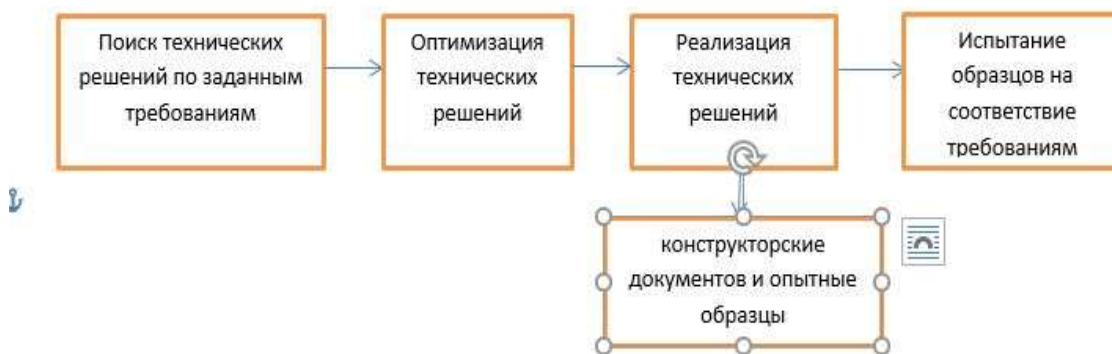 Поиск технических
решений по заданным
требованиям
Оптимизация
технических
решений
Реализация
технических
решений
Испытание
образцов на
соответствие
требованиям
конструкторские
документов и опытные
образцы